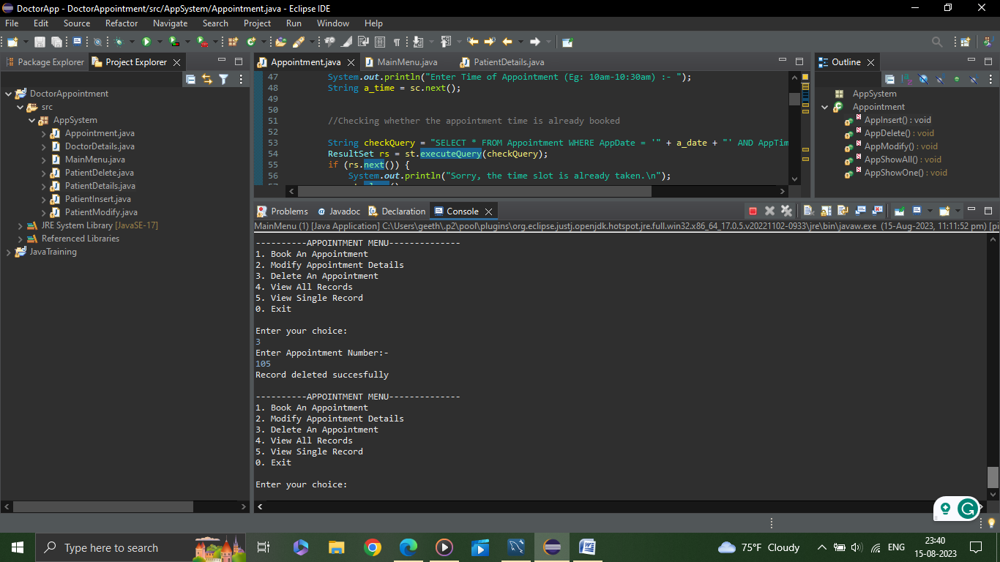 DoctorApp - DoctorAppointment/src/AppSystem/Appointment.java - Eclipse IDE
File Edit Source Refactor Navigate Search Project Run Window Help
Package Explorer Project Explorer
DoctorAppointment
src
AppSystem
Appointment.java
DoctorDetails.java
MainMenu.java
PatientDelete.java
PatientDetails.java
PatientInsert.java
PatientModify.java
JRE System Library [JavaSE-17]
Referenced Libraries
JavaTraining
Appointment.java MainMenu.java PatientDetails.java
47 System.out.println("Enter Time of Appointment (Eg: 10am-10:30am) :- ");
48 String a_time = sc.next();
49
50
51 //Checking whether the appointment time is already booked
52
53 String checkQuery = "SELECT * FROM Appointment WHERE AppDate = '" + a_date + "' AND AppTim
54 ResultSet rs = st.executeQuery(checkQuery);
55 if (rs.next()) {
56 System.out.println("Sorry, the time slot is already taken.\n");
Outline
AppSystem
Appointment
AppInsert() : void
AppDelete() : void
AppModify() : void
AppShowAll() : void
AppShowOne() : void
Problems Javadoc Declaration Console
MainMenu (1) [Java Application] C:\Users\geeth\.p2\pool\plugins\org.eclipse.justj.openjdk.hotspot.jre.full.win32.x86_64_17.0.5.v20221102-0933\jre\bin\javaw.exe (15-Aug-2023, 11:11:52 pm) [pi
----------APPOINTMENT MENU--------------
1. Book An Appointment
2. Modify Appointment Details
3. Delete An Appointment
4. View All Records
5. View Single Record
0. Exit
Enter your choice:
3
Enter Appointment Number:-
105
Record deleted succesfully
----------APPOINTMENT MENU--------------
1. Book An Appointment
2. Modify Appointment Details
3. Delete An Appointment
4. View All Records
5. View Single Record
0. Exit
Enter your choice:
Type here to search
75°F Cloudy
ENG
23:40
15-08-2023